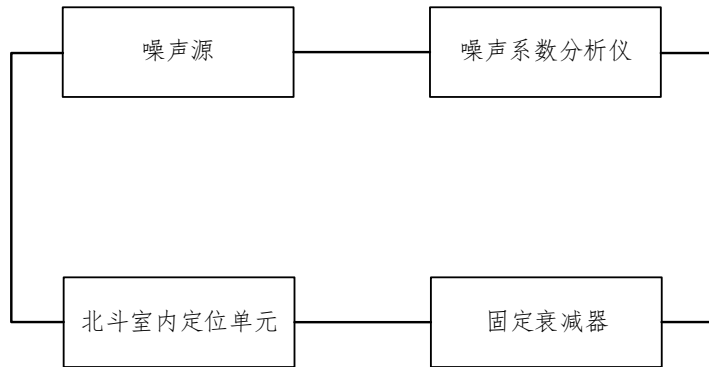 噪声源
噪声系数分析仪
北斗室内定位单元
固定衰减器